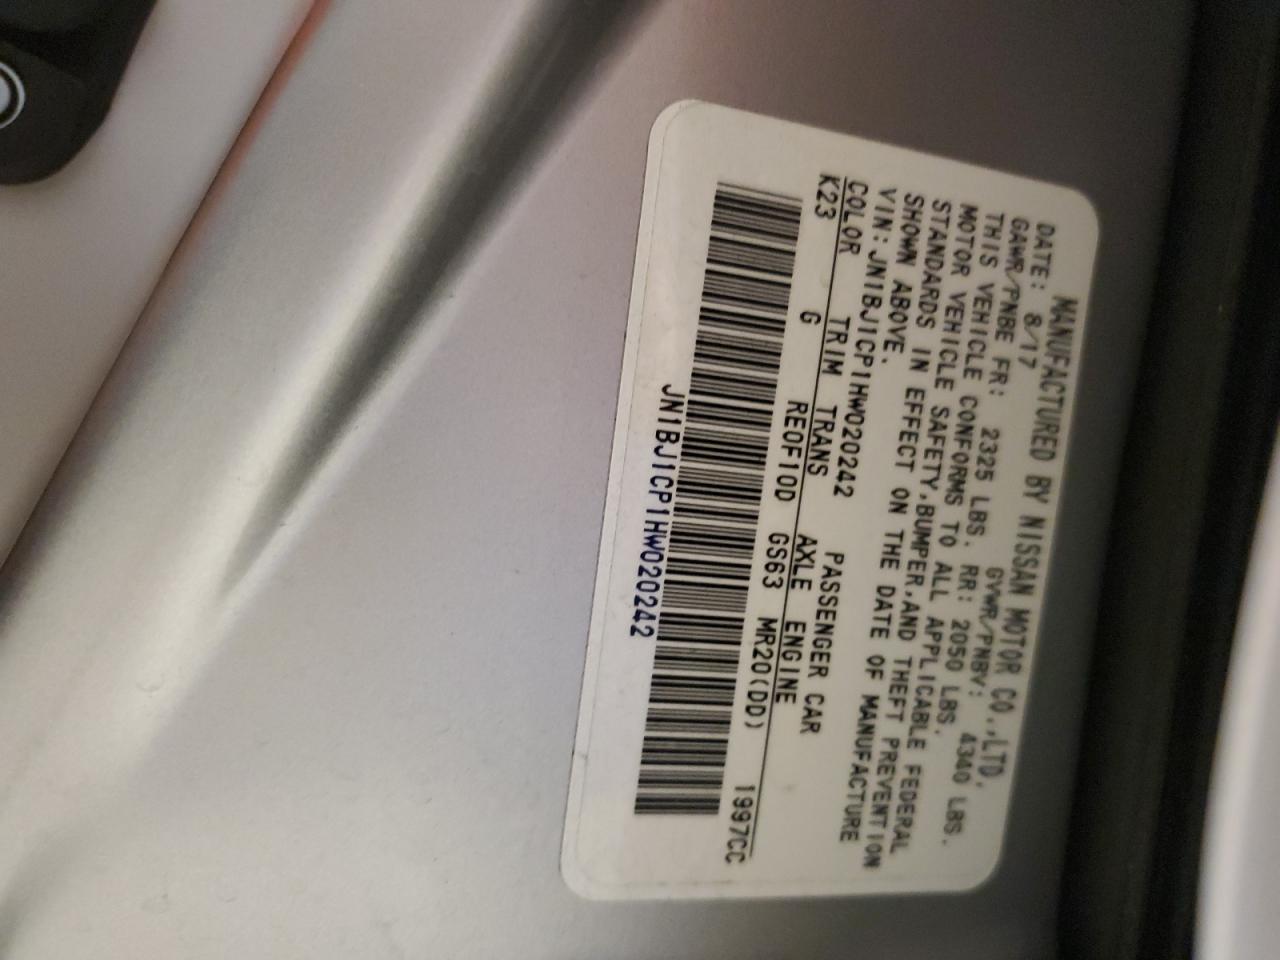 MANUFACTURED BY NISSAN MOTOR CO.,LTD.
DATE: 8/17 GVWR/PNBV: 4340 LBS.
GAWR/PNBE FR: 2325 LBS. RR: 2050 LBS.
THIS VEHICLE CONFORMS TO ALL APPLICABLE FEDERAL
MOTOR VEHICLE SAFETY,BUMPER,AND THEFT PREVENTION
STANDARDS IN EFFECT ON THE DATE OF MANUFACTURE
SHOWN ABOVE.
VIN: JN1BJ1CP1HW020242 PASSENGER CAR
COLOR TRIM TRANS AXLE ENGINE
K23 G RE0F10D GS63 MR20(DD) 1997CC
JN1BJ1CP1HW020242